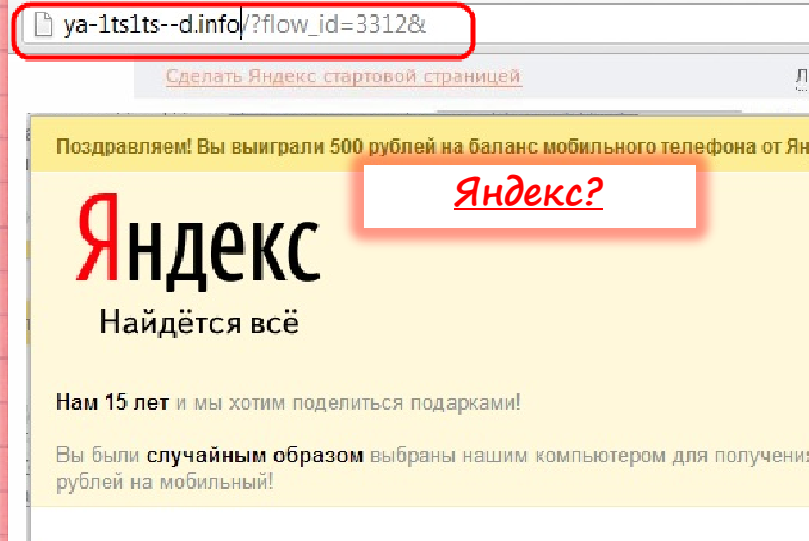 ya-1ts1ts--d.info/?flow_id=3312&
Сделать Яндекс стартовой страницей
Поздравляем! Вы выиграли 500 рублей на баланс мобильного телефона от Ян
Яндекс?
Яндекс
Найдётся всё
Нам 15 лет и мы хотим поделиться подарками!
Вы были случайным образом выбраны нашим компьютером для получени
рублей на мобильный!